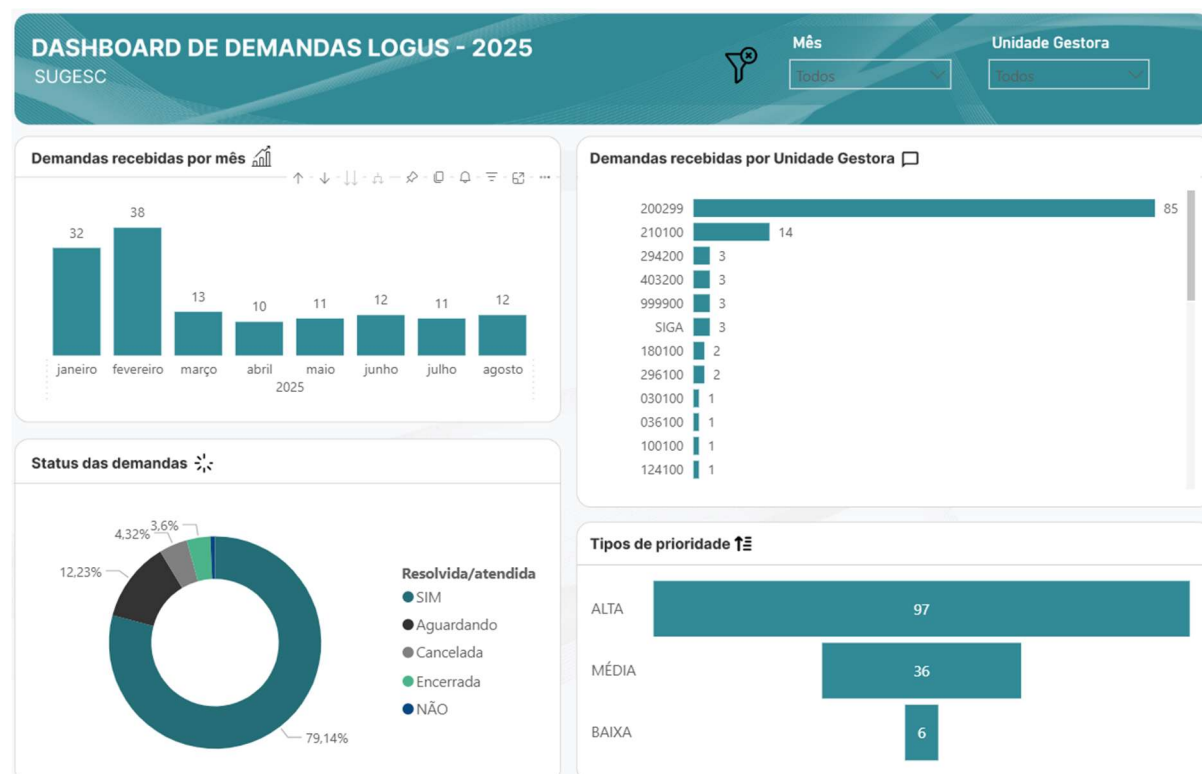 DASHBOARD DE DEMANDAS LOGUS - 2025
SUGESC
Mês
Todos
Unidade Gestora
Todos
Demandas recebidas por mês
32
38
13
10
11
12
11
12
janeiro fevereiro março abril maio junho julho agosto
2025
Demandas recebidas por Unidade Gestora
200299 85
210100 14
294200 3
403200 3
999900 3
SIGA 3
180100 2
296100 2
030100 1
036100 1
100100 1
124100 1
Status das demandas
3,6%
4,32%
12,23%
79,14%
Resolvida/atendida
SIM
Aguardando
Cancelada
Encerrada
NÃO
Tipos de prioridade
ALTA 97
MÉDIA 36
BAIXA 6